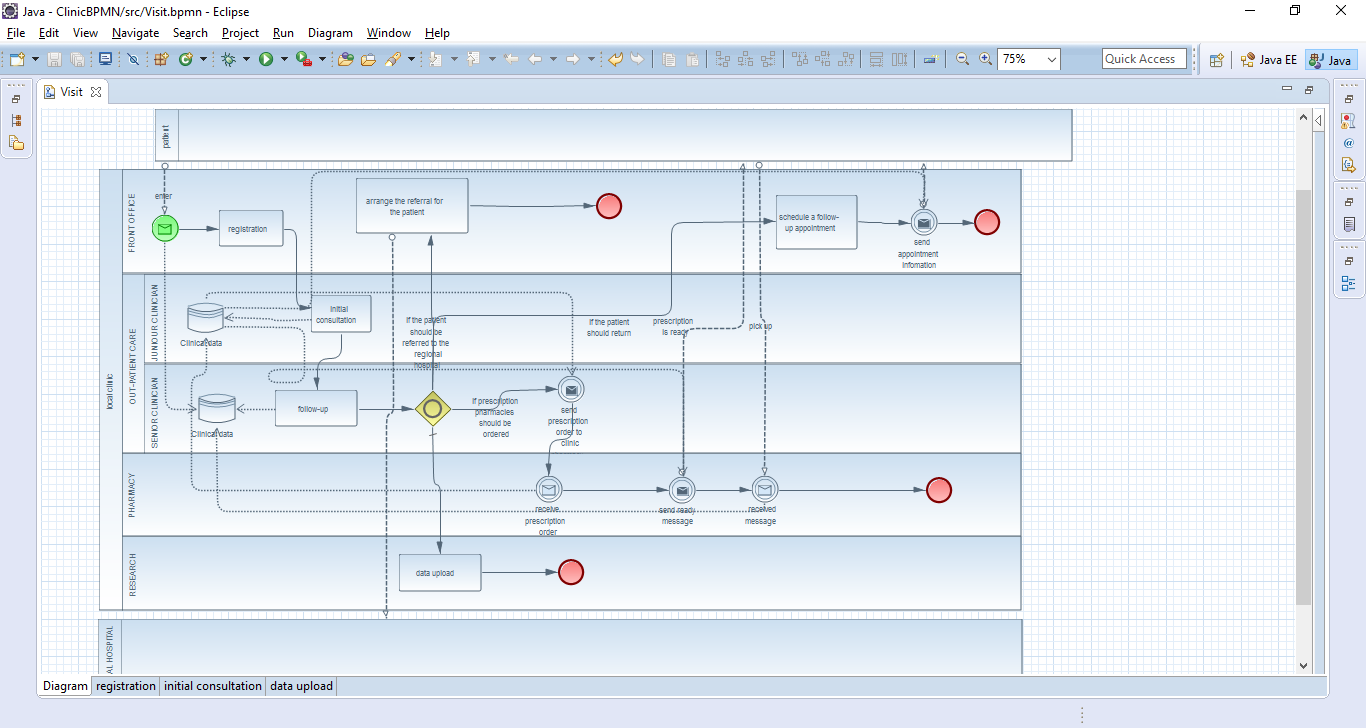 Java - ClinicBPMN/src/Visit.bpmn - Eclipse
File Edit View Navigate Search Project Run Diagram Window Help
75%
Quick Access
Java EE
Java
Visit
patient
enter
local clinic
FRONT OFFICE
registration
arrange the referral for
the patient
schedule a follow-
up appointment
send
appointment
infomation
OUT-PATIENT CARE
JUNIOUR CLINICIAN
Clinical data
initial
consultation
If the patient
should be
referred to the
regional
hospital
If the patient
should return
prescription
is ready
pick up
SENIOR CLINICIAN
Clinical data
follow-up
If prescription
pharmacies
should be
ordered
send
prescription
order to
clinic
PHARMACY
receive
prescription
order
send ready
message
received
message
RESEARCH
data upload
AL HOSPITAL
Diagram registration initial consultation data upload